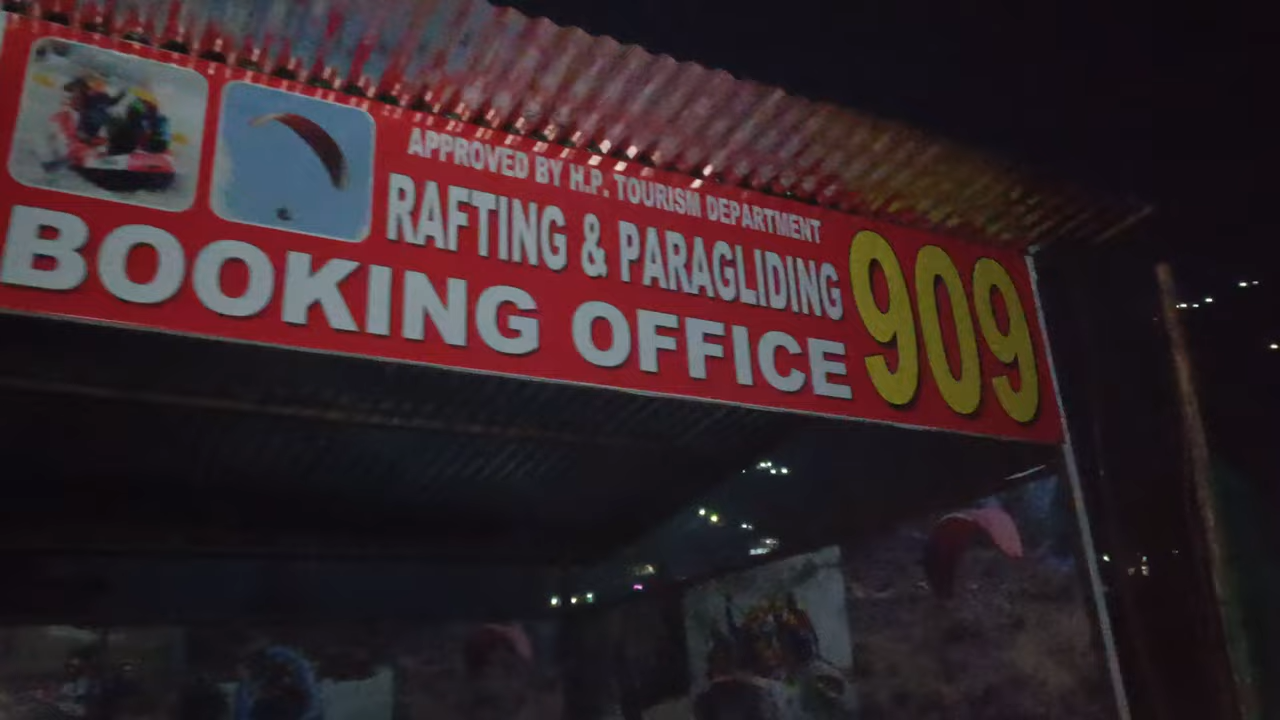 APPROVED BY H.P. TOURISM DEPARTMENT
RAFTING & PARAGLIDING
BOOKING OFFICE
909